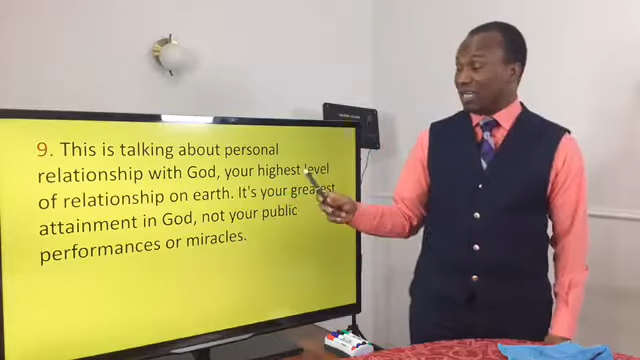 9. This is talking about personal
relationship with God, your highest level
of relationship on earth. It's your greatest
attainment in God, not your public
performances or miracles.